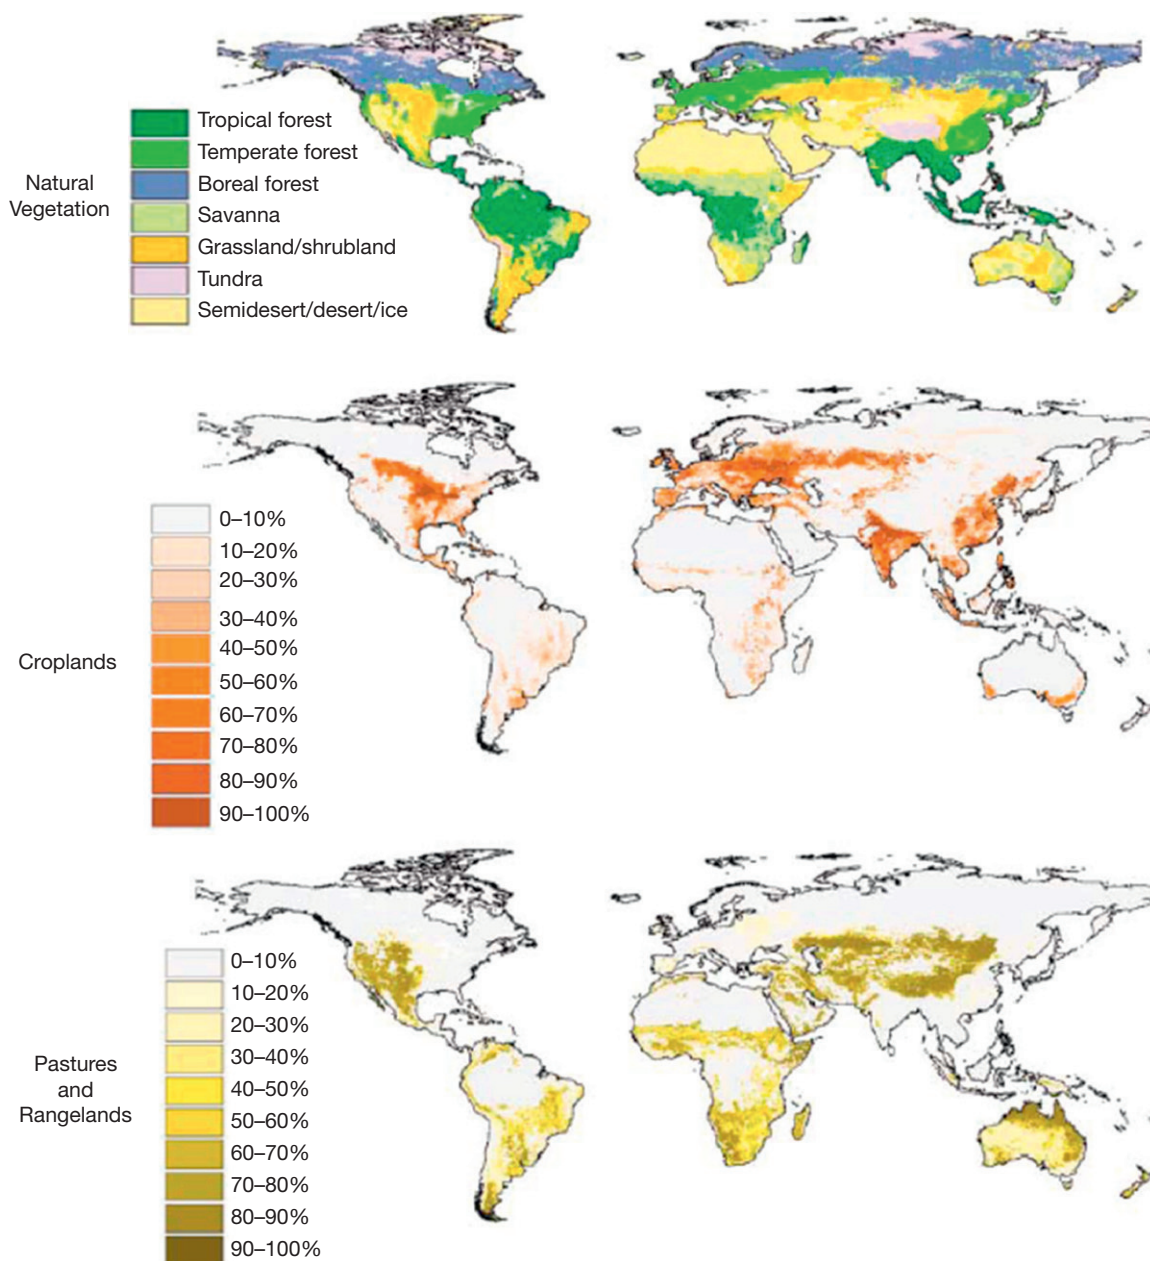 Natural
Vegetation
Tropical forest
Temperate forest
Boreal forest
Savanna
Grassland/shrubland
Tundra
Semidesert/desert/ice
Croplands
0–10%
10–20%
20–30%
30–40%
40–50%
50–60%
60–70%
70–80%
80–90%
90–100%
Pastures
and
Rangelands
0–10%
10–20%
20–30%
30–40%
40–50%
50–60%
60–70%
70–80%
80–90%
90–100%